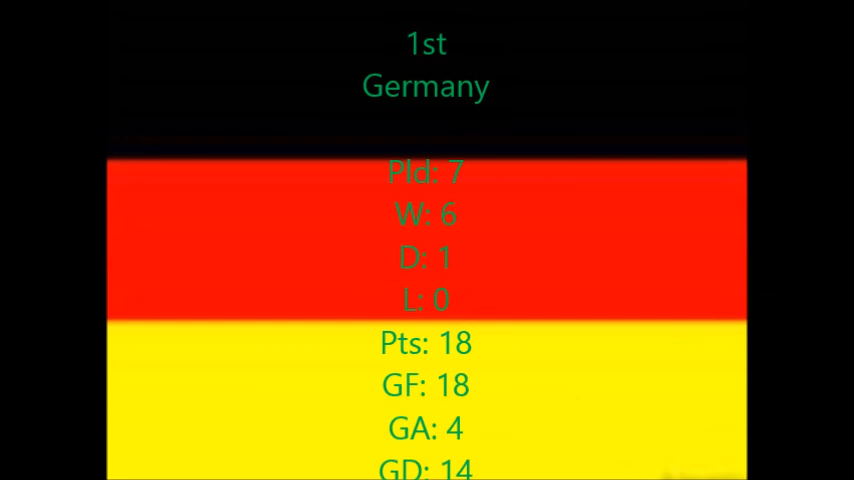 1st
Germany
Pld: 7
W: 6
D: 1
L: 0
Pts: 18
GF: 18
GA: 4
GD: 14